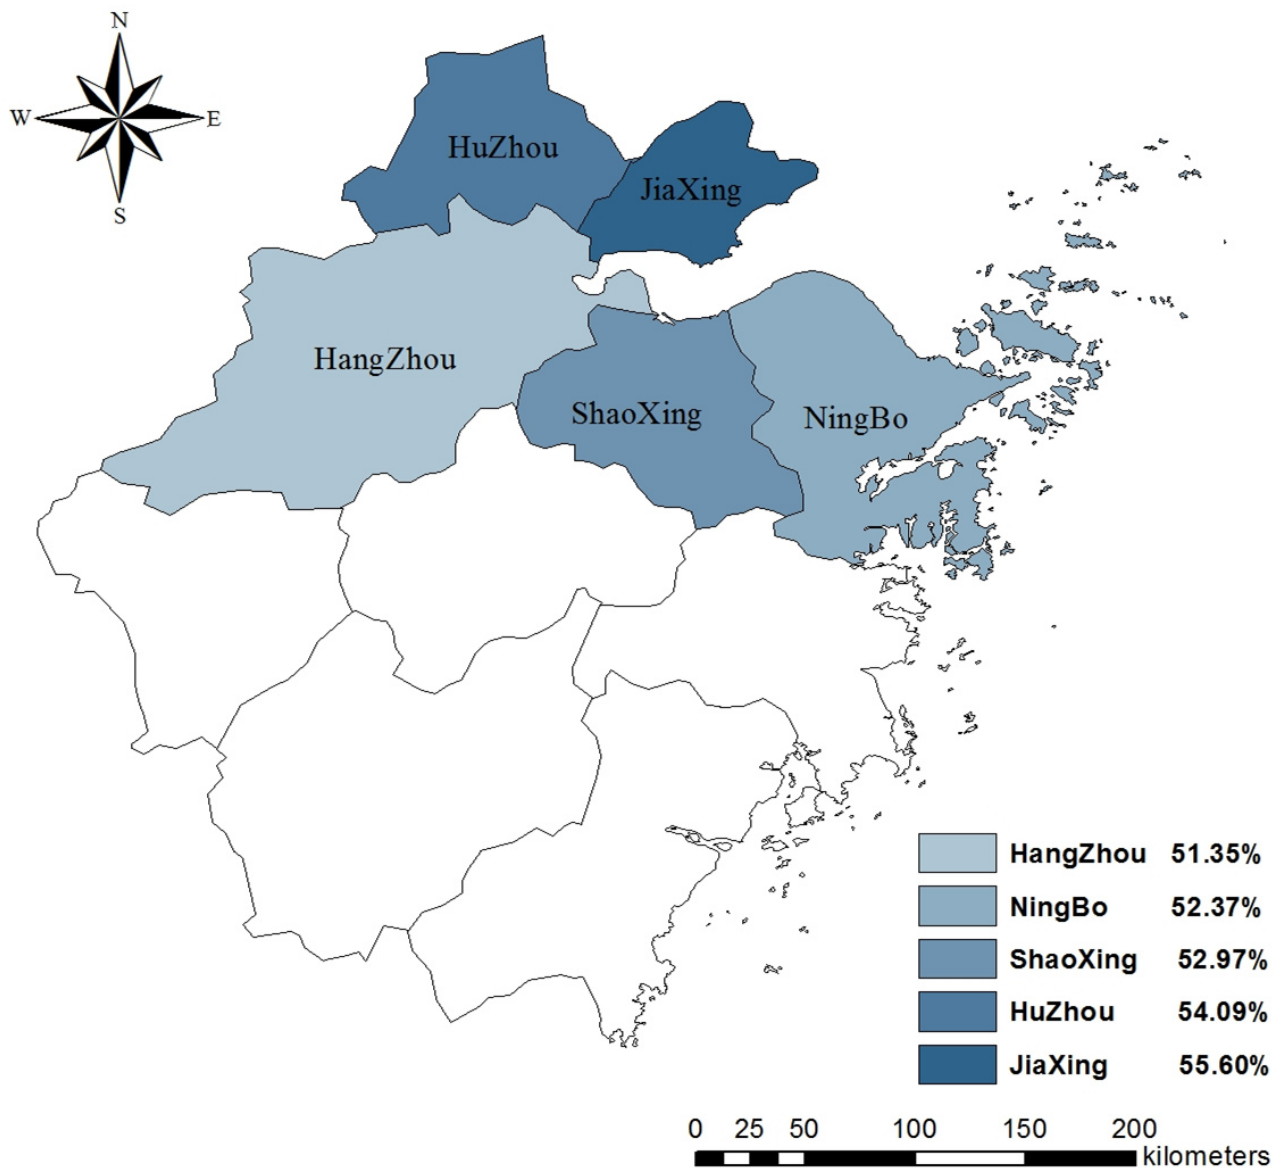 N
W E
S
HuZhou
JiaXing
HangZhou
ShaoXing
NingBo
HangZhou 51.35%
NingBo 52.37%
ShaoXing 52.97%
HuZhou 54.09%
JiaXing 55.60%
0 25 50 100 150 200
kilometers